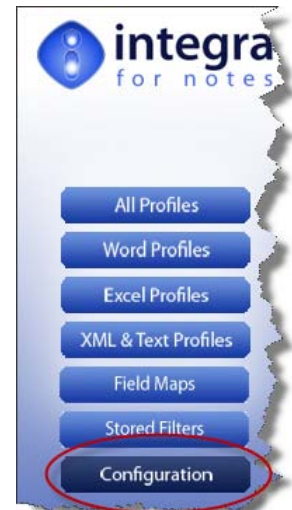 integra
for notes
All Profiles
Word Profiles
Excel Profiles
XML & Text Profiles
Field Maps
Stored Filters
Configuration